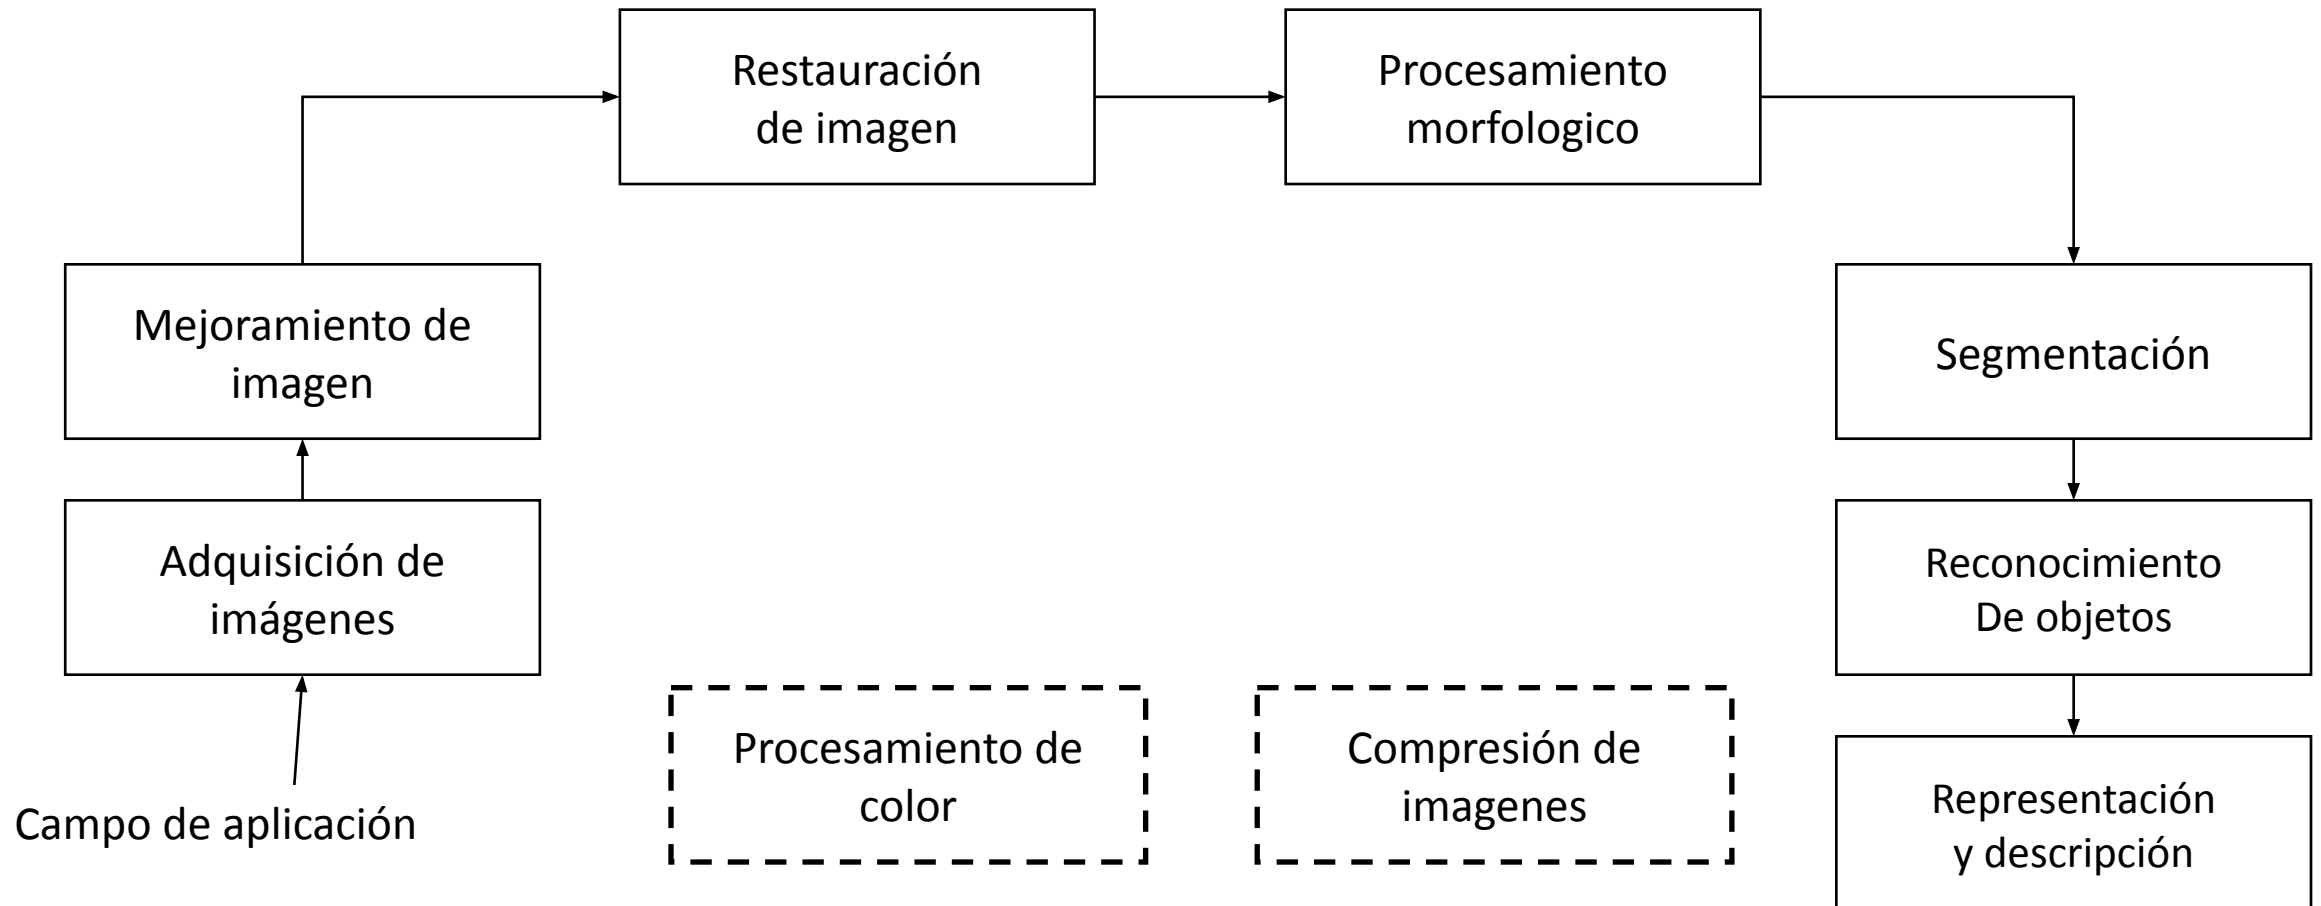 Restauración
de imagen
Procesamiento
morfologico
Mejoramiento de
imagen
Segmentación
Adquisición de
imágenes
Reconocimiento
De objetos
Procesamiento de
color
Compresión de
imagenes
Representación
y descripción
Campo de aplicación